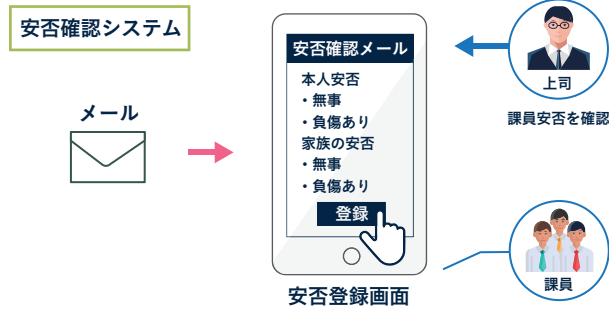 安否確認システム
メール
安否確認メール
本人安否
・無事
・負傷あり
家族の安否
・無事
・負傷あり
登録
安否登録画面
上司
課員安否を確認
課員